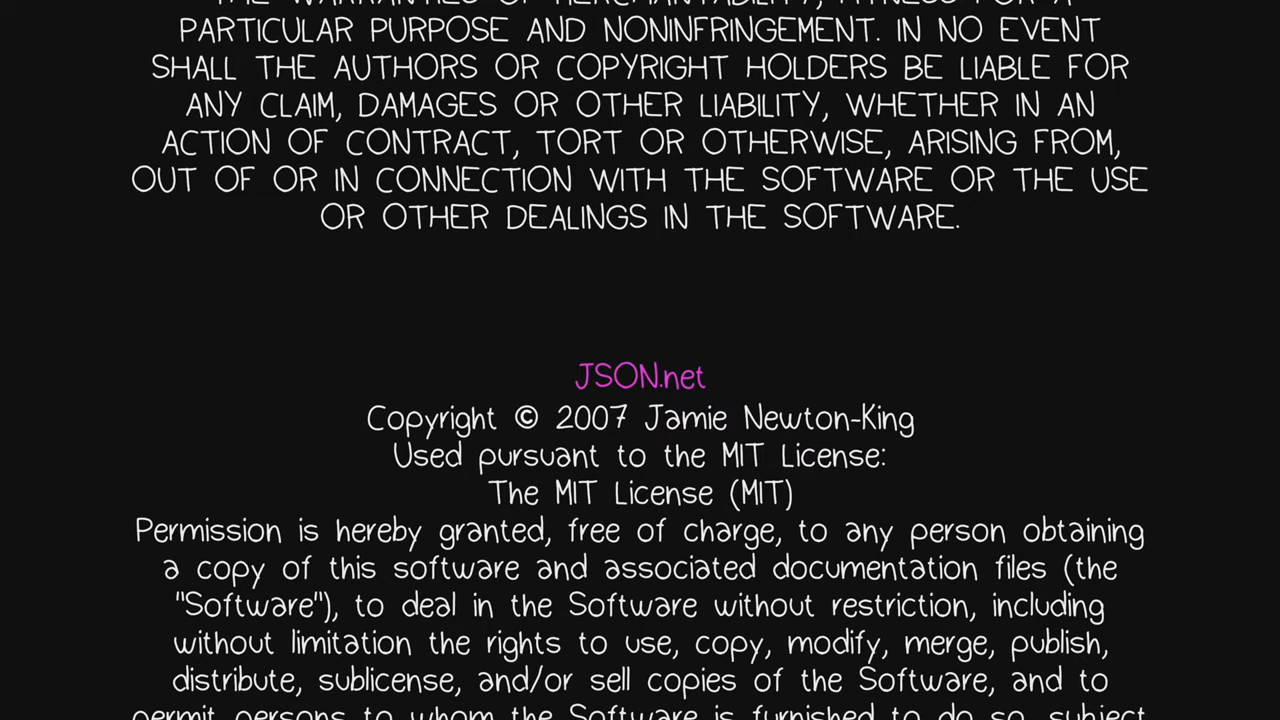 THE WARRANTIES OF MERCHANTABILITY, FITNESS FOR A
PARTICULAR PURPOSE AND NONINFRINGEMENT. IN NO EVENT
SHALL THE AUTHORS OR COPYRIGHT HOLDERS BE LIABLE FOR
ANY CLAIM, DAMAGES OR OTHER LIABILITY, WHETHER IN AN
ACTION OF CONTRACT, TORT OR OTHERWISE, ARISING FROM,
OUT OF OR IN CONNECTION WITH THE SOFTWARE OR THE USE
OR OTHER DEALINGS IN THE SOFTWARE.
JSON.net
Copyright © 2007 Jamie Newton-King
Used pursuant to the MIT License:
The MIT License (MIT)
Permission is hereby granted, free of charge, to any person obtaining
a copy of this software and associated documentation files (the
"Software"), to deal in the Software without restriction, including
without limitation the rights to use, copy, modify, merge, publish,
distribute, sublicense, and/or sell copies of the Software, and to
permit persons to whom the Software is furnished to do so, subject